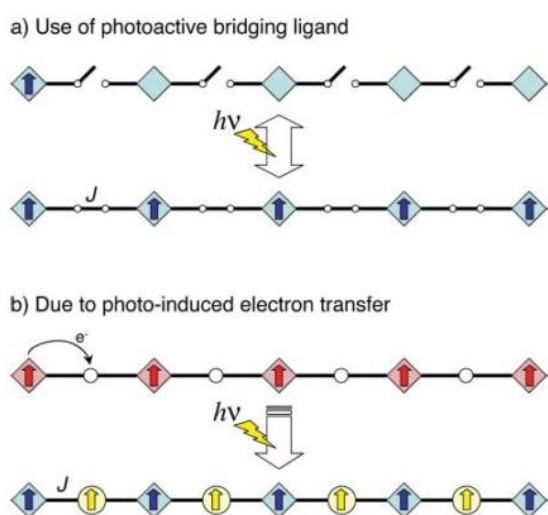 a) Use of photoactive bridging ligand
hν
J
b) Due to photo-induced electron transfer
e-
hν
J